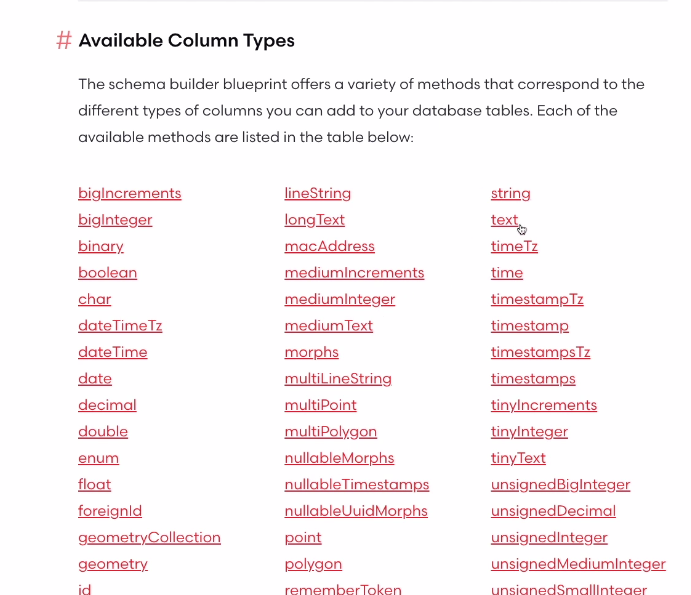 # Available Column Types
The schema builder blueprint offers a variety of methods that correspond to the
different types of columns you can add to your database tables. Each of the
available methods are listed in the table below:
bigIncrements
bigInteger
binary
boolean
char
dateTimeTz
dateTime
date
decimal
double
enum
float
foreignId
geometryCollection
geometry
id
lineString
longText
macAddress
mediumIncrements
mediumInteger
mediumText
morphs
multiLineString
multiPoint
multiPolygon
nullableMorphs
nullableTimestamps
nullableUuidMorphs
point
polygon
rememberToken
string
text
timeTz
time
timestampTz
timestamp
timestampsTz
timestamps
tinyIncrements
tinyInteger
tinyText
unsignedBigInteger
unsignedDecimal
unsignedInteger
unsignedMediumInteger
unsignedSmallInteger